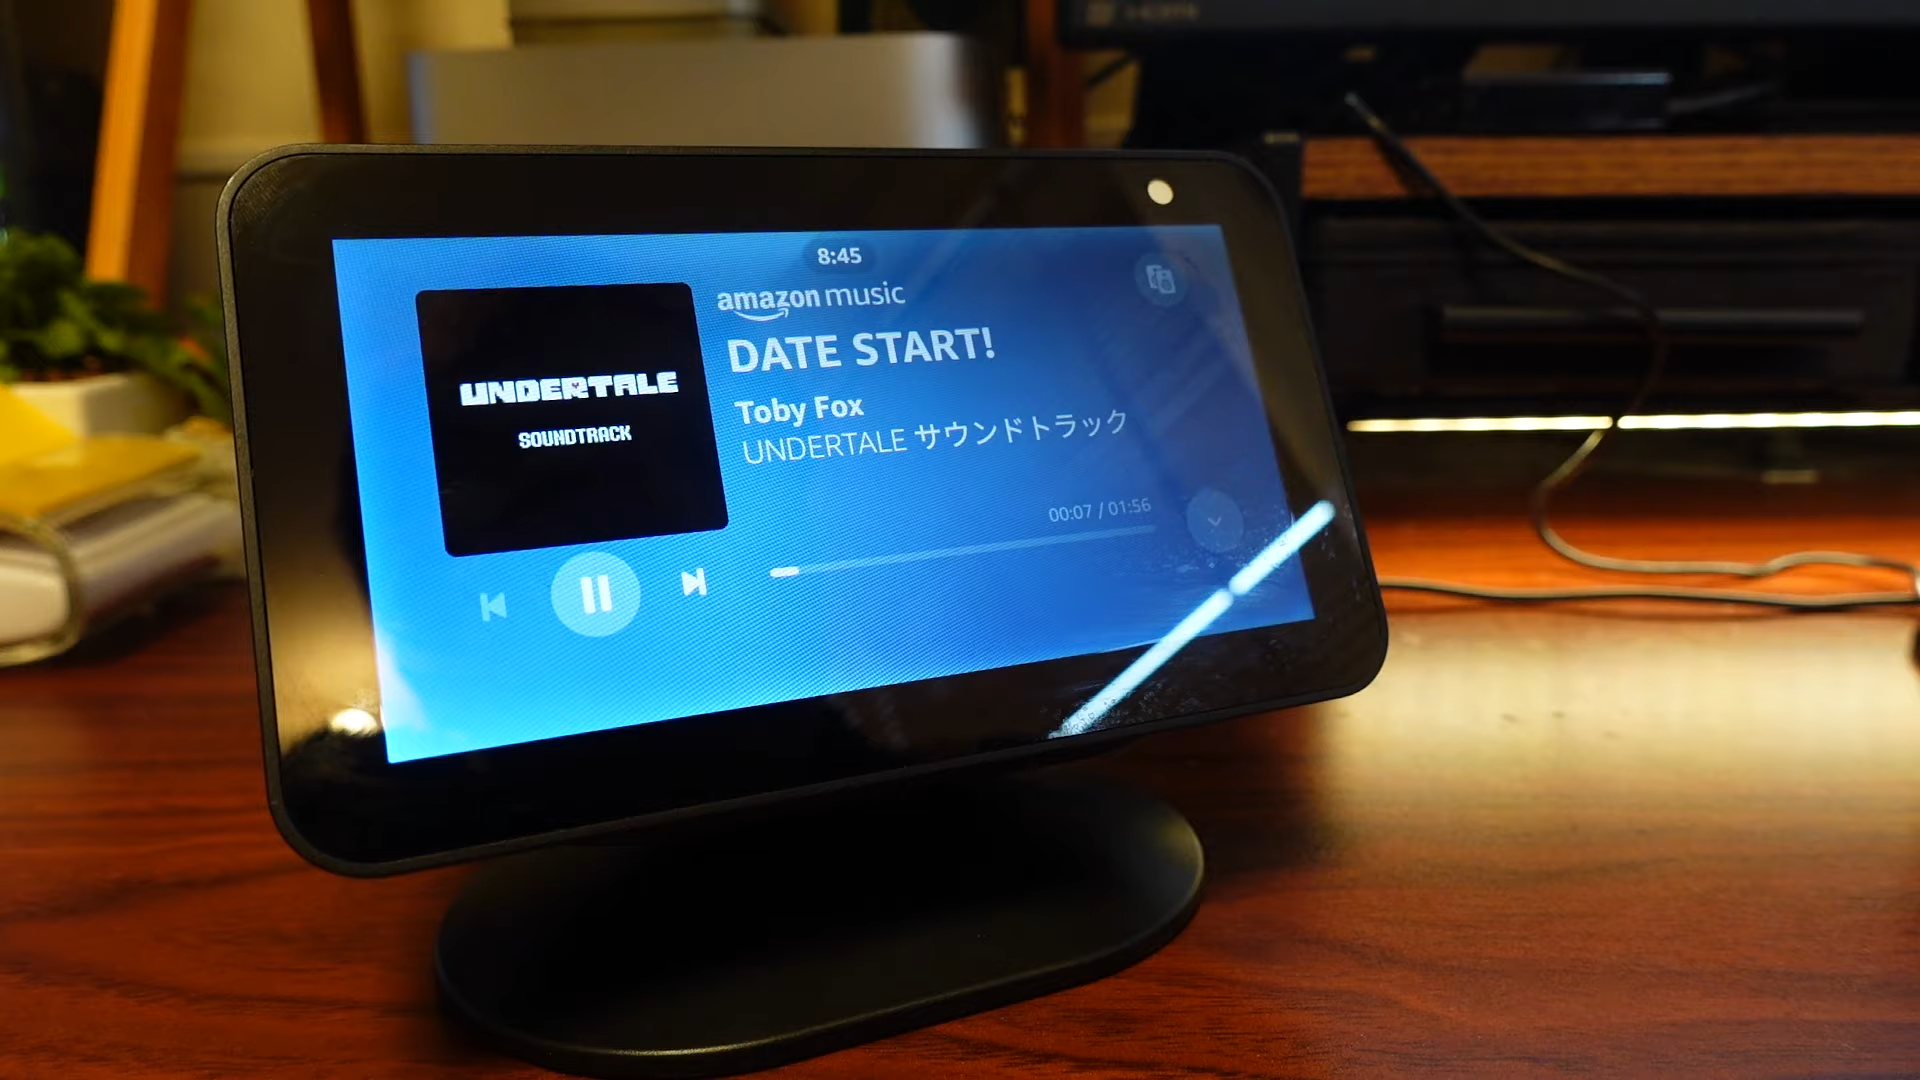 8:45
amazon music
DATE START!
Toby Fox
UNDERTALE サウンドトラック
UNDERTALE
SOUNDTRACK
00:07 / 01:56